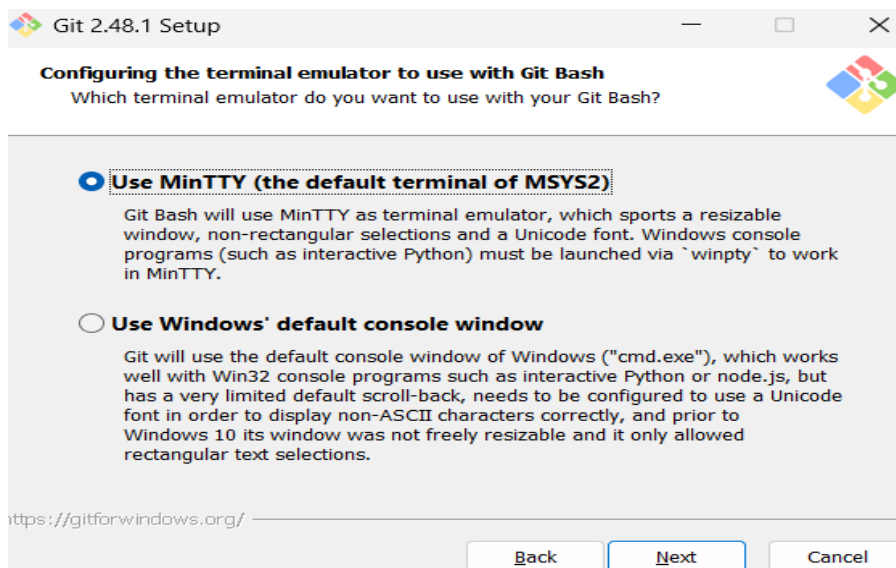 Git 2.48.1 Setup
Configuring the terminal emulator to use with Git Bash
Which terminal emulator do you want to use with your Git Bash?
Use MinTTY (the default terminal of MSYS2)
Git Bash will use MinTTY as terminal emulator, which sports a resizable
window, non-rectangular selections and a Unicode font. Windows console
programs (such as interactive Python) must be launched via `winpty` to work
in MinTTY.
Use Windows' default console window
Git will use the default console window of Windows ("cmd.exe"), which works
well with Win32 console programs such as interactive Python or node.js, but
has a very limited default scroll-back, needs to be configured to use a Unicode
font in order to display non-ASCII characters correctly, and prior to
Windows 10 its window was not freely resizable and it only allowed
rectangular text selections.
https://gitforwindows.org/
Back Next Cancel